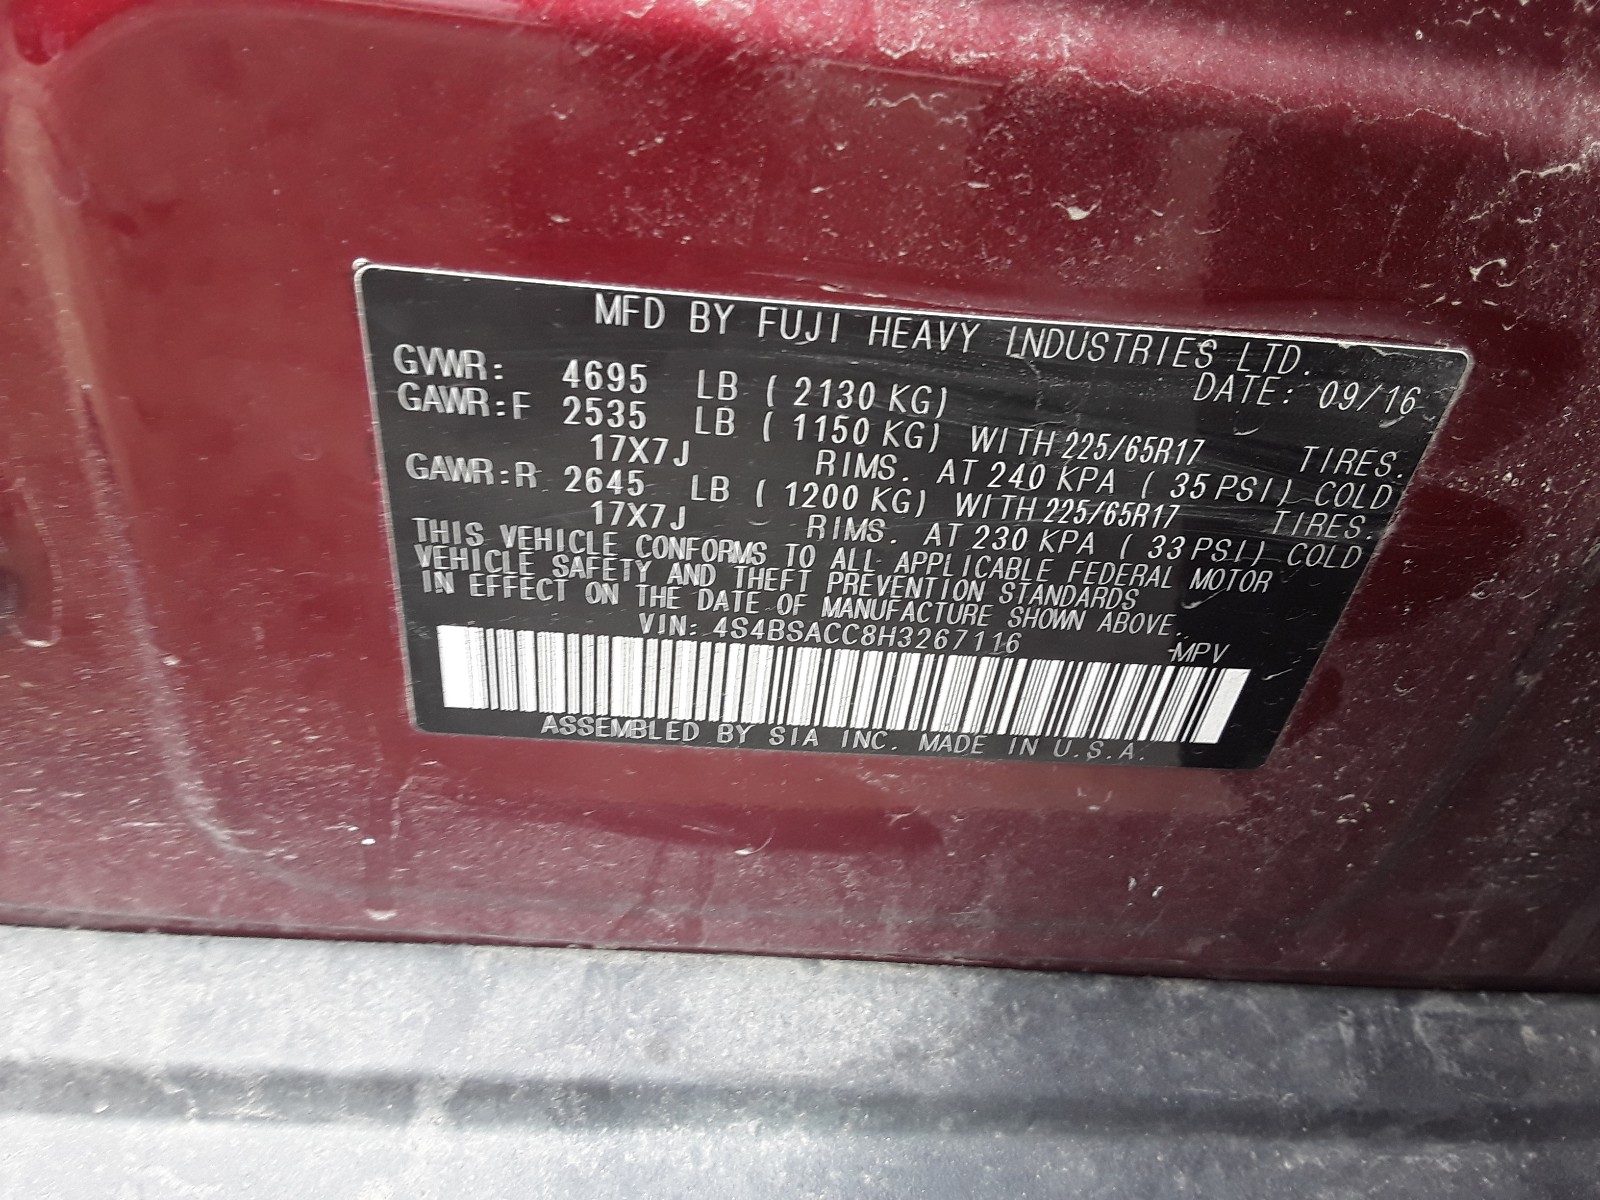 MFD BY FUJI HEAVY INDUSTRIES LTD.
DATE: 09/16
GVWR: 4695 LB (2130 KG)
GAWR:F 2535 LB (1150 KG) WITH 225/65R17 TIRES.
17X7J RIMS. AT 240 KPA (35 PSI) COLD
GAWR:R 2645 LB (1200 KG) WITH 225/65R17 TIRES.
17X7J RIMS. AT 230 KPA (33 PSI) COLD
THIS VEHICLE CONFORMS TO ALL APPLICABLE FEDERAL MOTOR
VEHICLE SAFETY AND THEFT PREVENTION STANDARDS
IN EFFECT ON THE DATE OF MANUFACTURE SHOWN ABOVE.
VIN: 4S4BSACC8H3267116 MPV
ASSEMBLED BY SIA INC. MADE IN U.S.A.